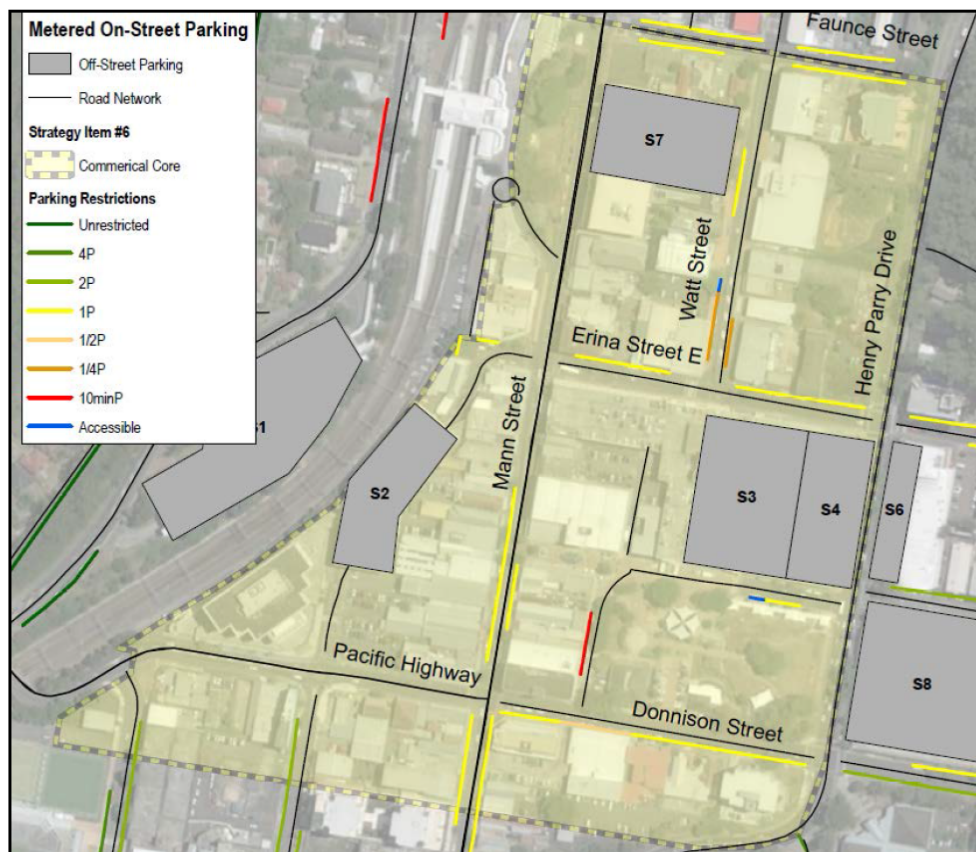 Metered On-Street Parking
Off-Street Parking
Road Network
Strategy Item #6
Commerical Core
Parking Restrictions
Unrestricted
4P
2P
1P
1/2P
1/4P
10minP
Accessible
Faunce Street
S7
Watt Street
Henry Parry Drive
Erina Street E
Mann Street
S1
S2
S3
S4
S6
Pacific Highway
Donnison Street
S8